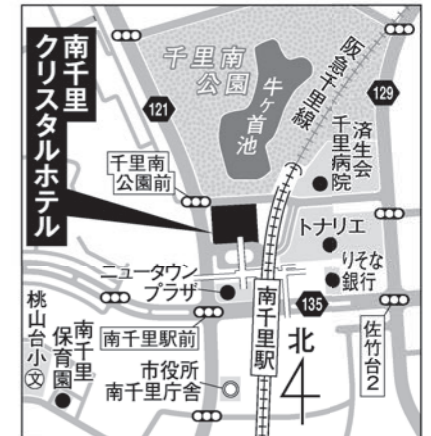 南千里
クリスタルホテル
千里南
公園
牛ヶ首池
阪急千里線
121
129
済生会
千里病院
千里南
公園前
トナリエ
りそな
銀行
ニュータウン
プラザ
南千里駅
135
南千里駅前
佐竹台2
北
桃山台小
文
南千里
保育園
市役所
南千里庁舎